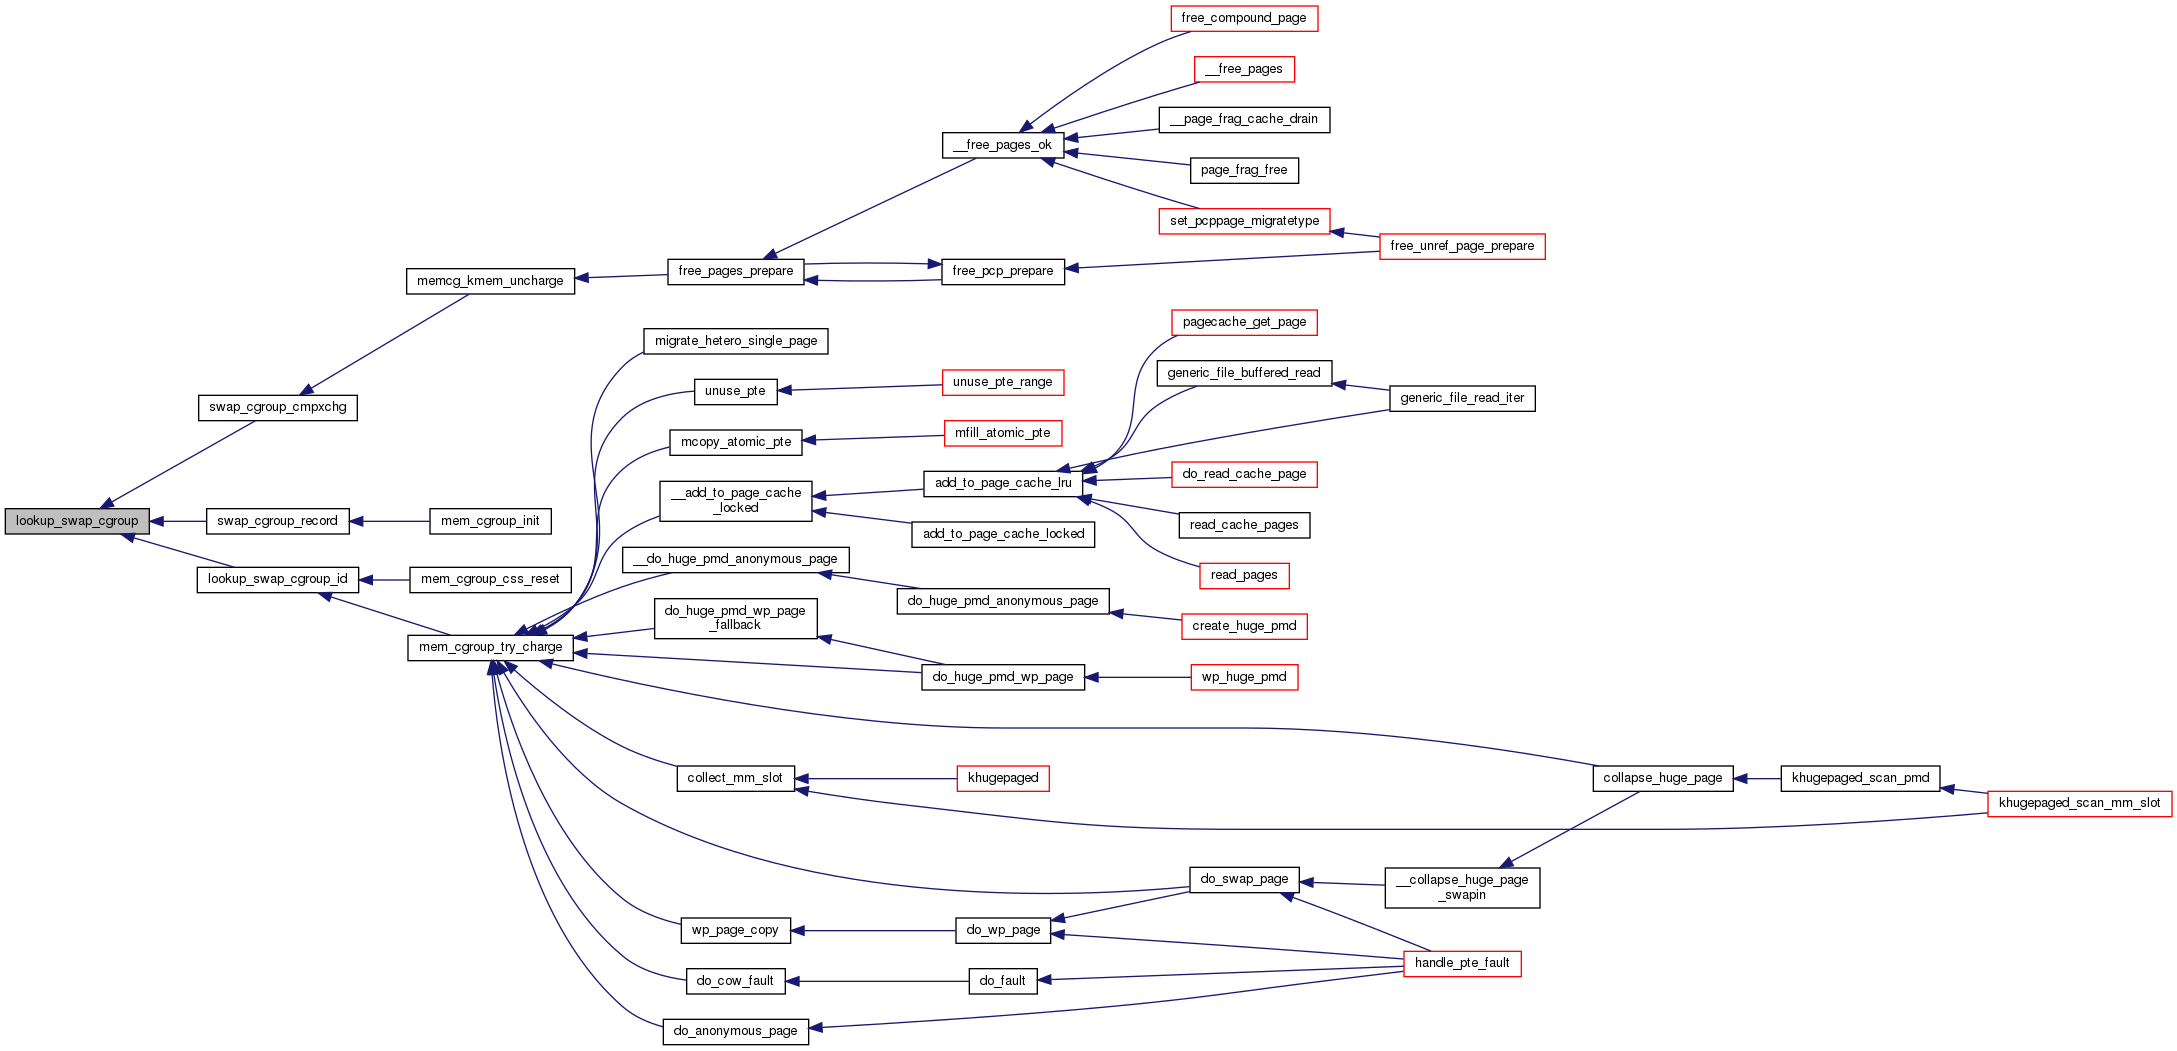 free_compound_page
__free_pages
__page_frag_cache_drain
__free_pages_ok
page_frag_free
set_pcppage_migratetype
free_unref_page_prepare
free_pages_prepare
free_pcp_prepare
memcg_kmem_uncharge
pagecache_get_page
migrate_hetero_single_page
generic_file_buffered_read
unuse_pte
unuse_pte_range
generic_file_read_iter
swap_cgroup_cmpxchg
mcopy_atomic_pte
mfill_atomic_pte
do_read_cache_page
add_to_page_cache_lru
__add_to_page_cache
_locked
lookup_swap_cgroup
swap_cgroup_record
mem_cgroup_init
read_cache_pages
add_to_page_cache_locked
__do_huge_pmd_anonymous_page
read_pages
lookup_swap_cgroup_id
mem_cgroup_css_reset
do_huge_pmd_anonymous_page
do_huge_pmd_wp_page
_fallback
create_huge_pmd
mem_cgroup_try_charge
do_huge_pmd_wp_page
wp_huge_pmd
collect_mm_slot
khugepaged
collapse_huge_page
khugepaged_scan_pmd
khugepaged_scan_mm_slot
do_swap_page
__collapse_huge_page
_swapin
wp_page_copy
do_wp_page
handle_pte_fault
do_cow_fault
do_fault
do_anonymous_page